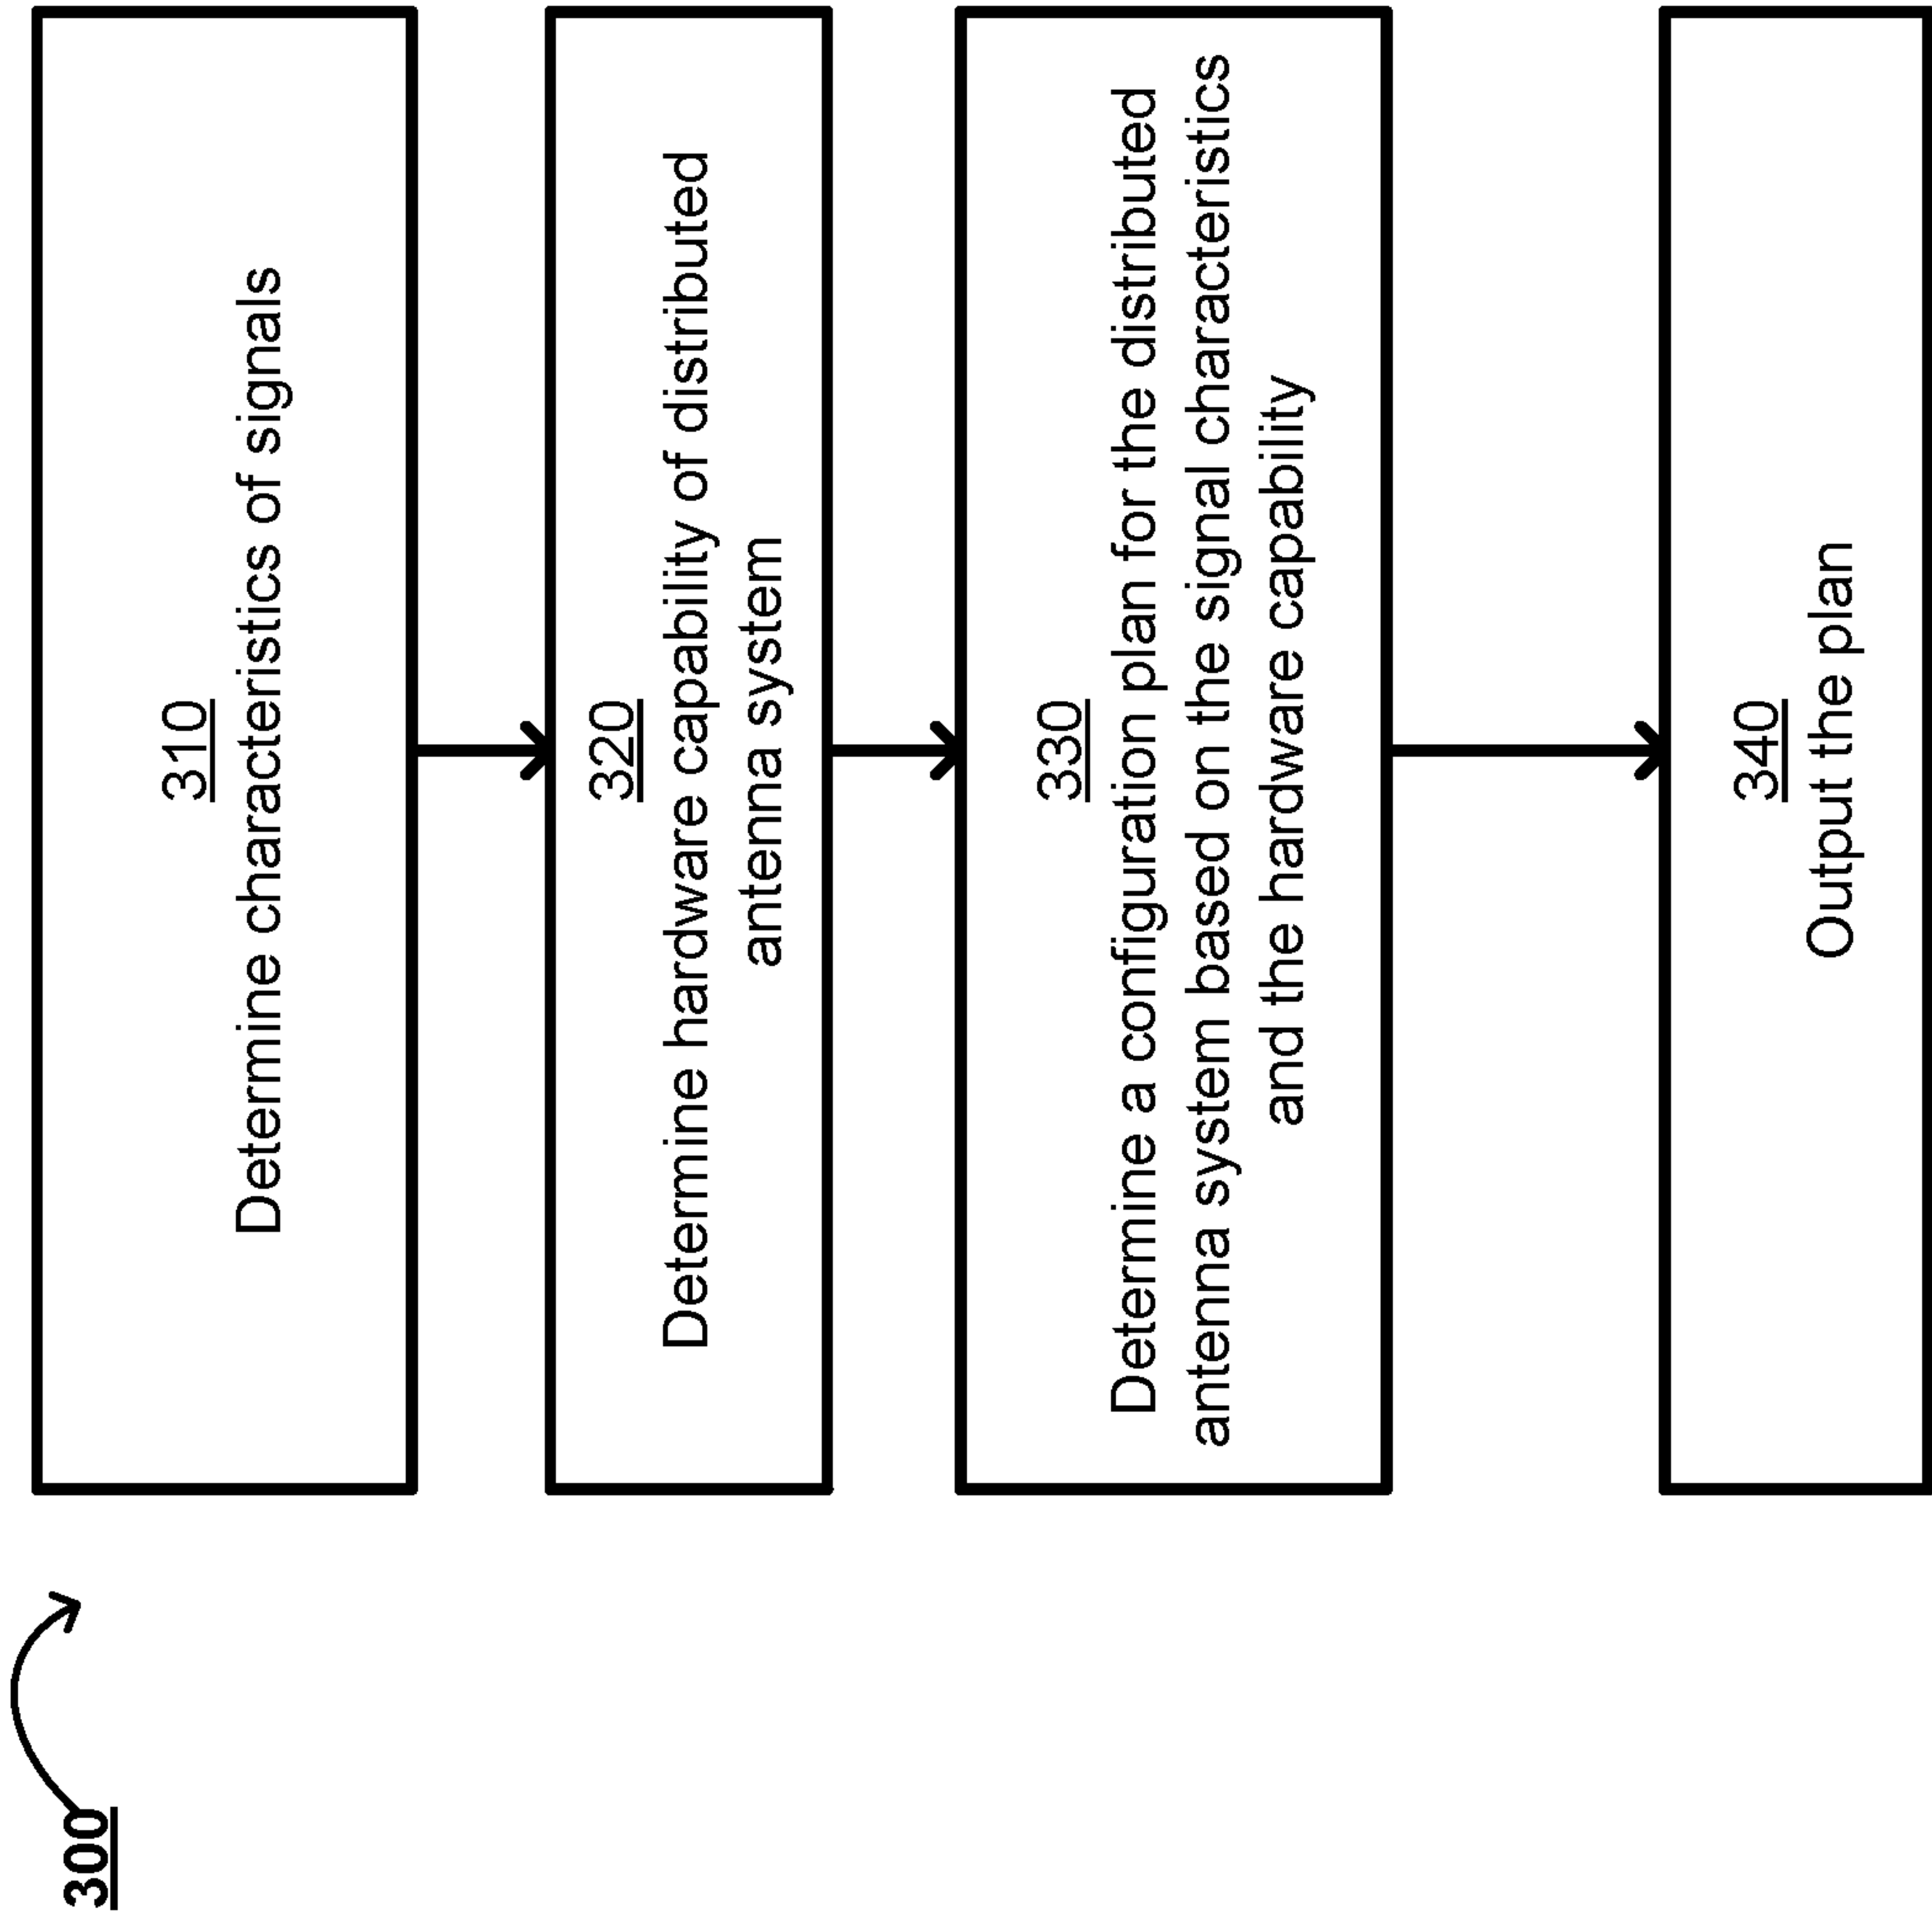 300
310
Determine characteristics of signals
320
Determine hardware capability of distributed
antenna system
330
Determine a configuration plan for the distributed
antenna system based on the signal characteristics
and the hardware capability
340
Output the plan